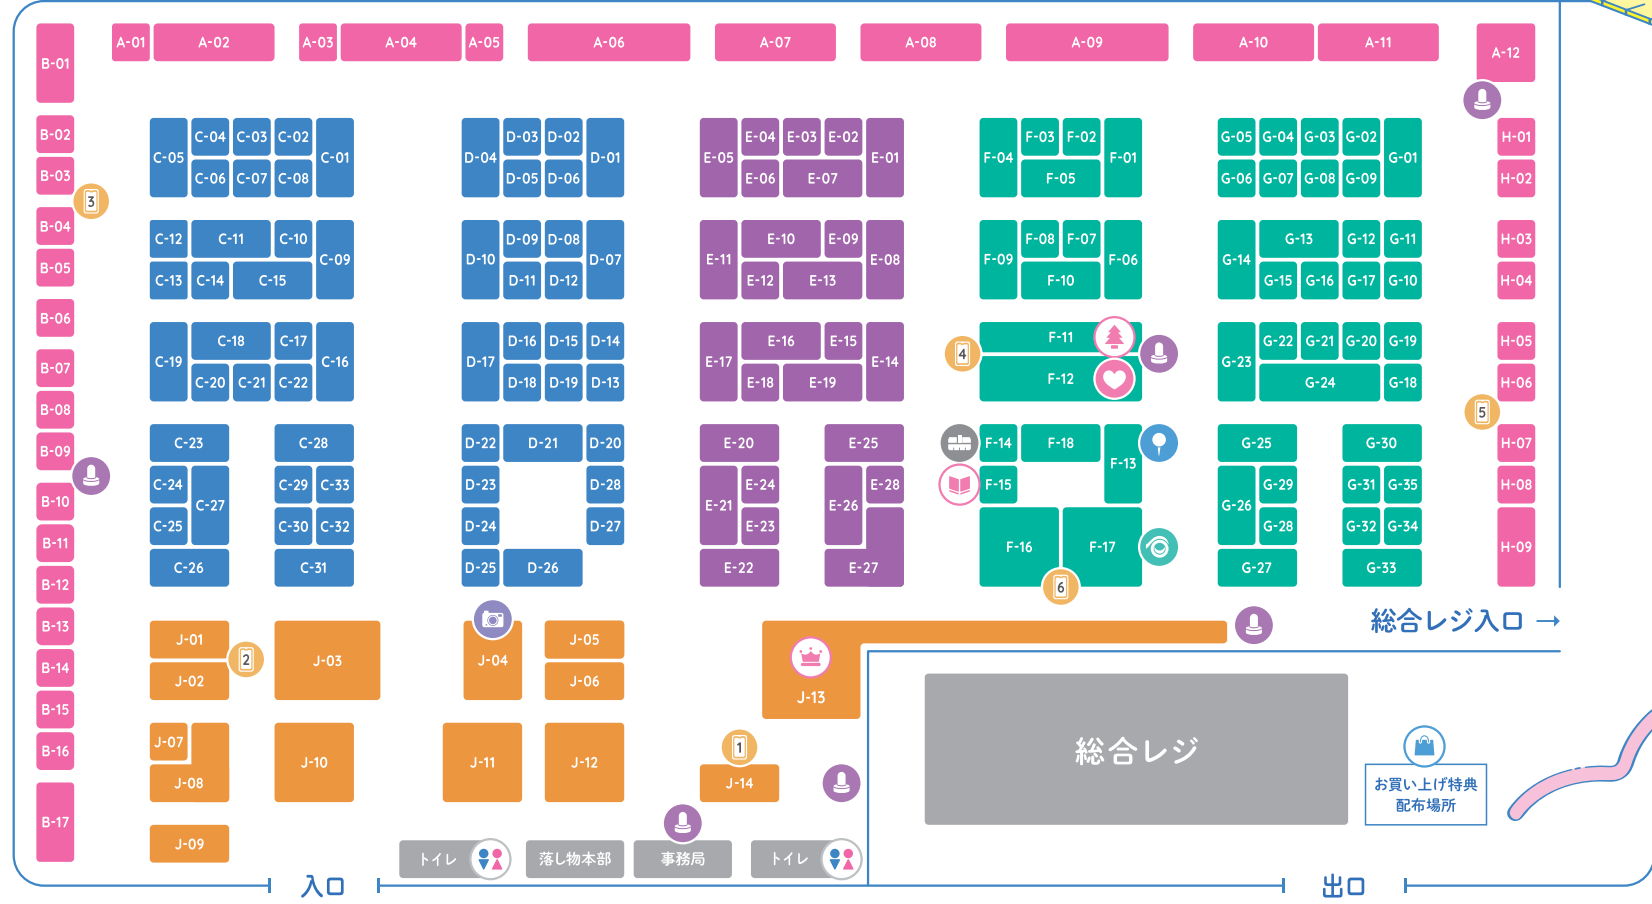 A-01 A-02 A-03 A-04 A-05 A-06 A-07 A-08 A-09 A-10 A-11 A-12
B-01
B-02
B-03
3
B-04
B-05
B-06
B-07
B-08
B-09
B-10
B-11
B-12
B-13
B-14
B-15
B-16
B-17
C-05 C-04 C-03 C-02 C-01
C-06 C-07 C-08
C-12 C-11 C-10 C-09
C-13 C-14 C-15
C-19 C-18 C-17 C-16
C-20 C-21 C-22
C-23 C-28
C-24 C-27 C-29 C-33
C-25 C-30 C-32
C-26 C-31
D-04 D-03 D-02 D-01
D-05 D-06
D-10 D-09 D-08 D-07
D-11 D-12
D-17 D-16 D-15 D-14
D-18 D-19 D-13
D-22 D-21 D-20
D-23 D-28
D-24 D-27
D-25 D-26
E-05 E-04 E-03 E-02 E-01
E-06 E-07
E-11 E-10 E-09 E-08
E-12 E-13
E-17 E-16 E-15 E-14
E-18 E-19
E-20 E-25
E-21 E-24 E-26 E-28
E-23
E-22 E-27
F-04 F-03 F-02 F-01
F-05
F-09 F-08 F-07 F-06
F-10
4 F-11
F-12
F-14 F-18 F-13
F-15
F-16 F-17
6
G-05 G-04 G-03 G-02 G-01
G-06 G-07 G-08 G-09
G-14 G-13 G-12 G-11
G-15 G-16 G-17 G-10
G-23 G-22 G-21 G-20 G-19
G-24 G-18
G-25 G-30
G-26 G-29 G-31 G-35
G-28 G-32 G-34
G-27 G-33
H-01
H-02
H-03
H-04
H-05
H-06
5
H-07
H-08
H-09
J-01 2 J-03 J-04 J-05
J-02 J-06
J-13
J-07 J-10 J-11 J-12
J-08
1
J-14
J-09
総合レジ入口 →
総合レジ
お買い上げ特典
配布場所
トイレ 落し物本部 事務局 トイレ
入口 出口